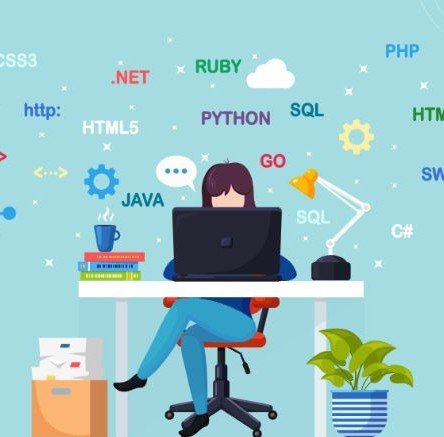 PHP
CSS3
RUBY
.NET
http:
PYTHON
SQL
HTM
HTML5
GO
SW
JAVA
SQL
C#